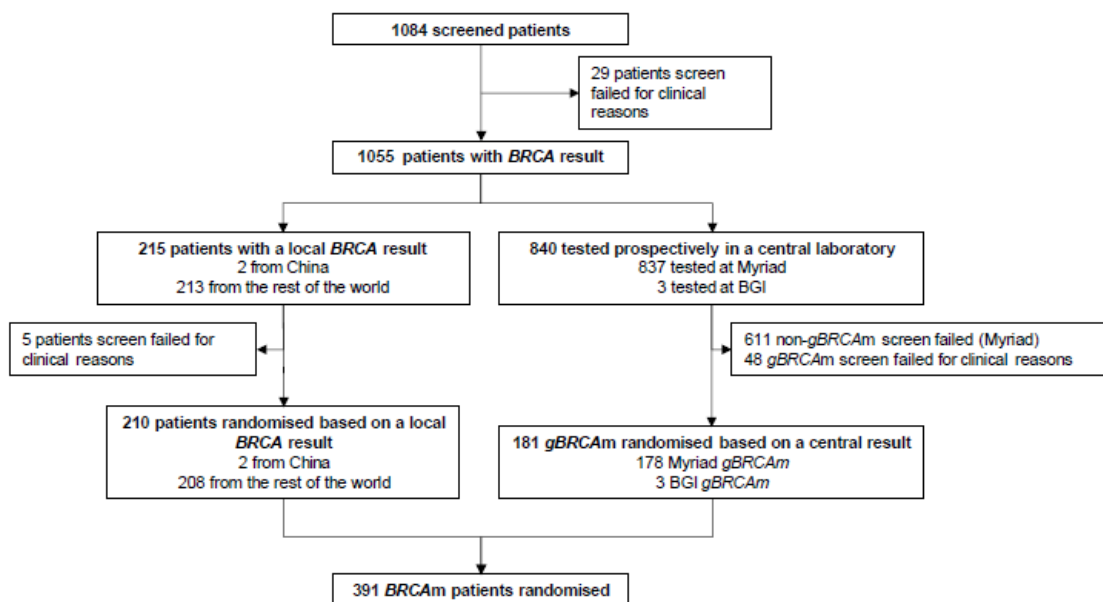 1084 screened patients
29 patients screen
failed for clinical
reasons
1055 patients with BRCA result
215 patients with a local BRCA result
2 from China
213 from the rest of the world
840 tested prospectively in a central laboratory
837 tested at Myriad
3 tested at BGI
5 patients screen failed for
clinical reasons
611 non-gBRCAm screen failed (Myriad)
48 gBRCAm screen failed for clinical reasons
210 patients randomised based on a local
BRCA result
2 from China
208 from the rest of the world
181 gBRCAm randomised based on a central result
178 Myriad gBRCAm
3 BGI gBRCAm
391 BRCAm patients randomised